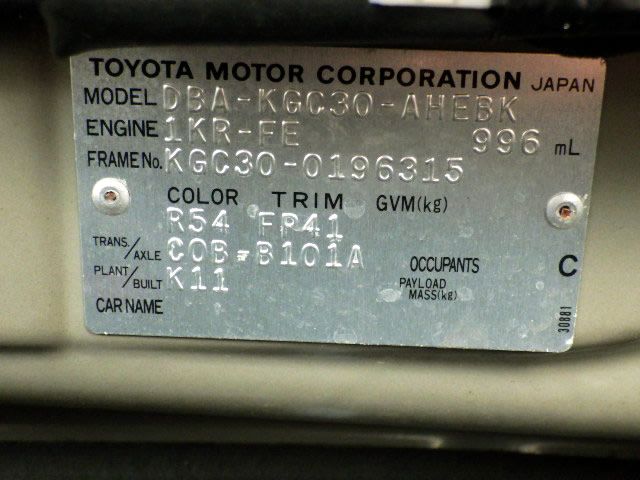 TOYOTA MOTOR CORPORATION JAPAN
MODEL DBA-KGC30-AHEBK
ENGINE 1KR-FE 996 mL
FRAME No. KGC30-0196315
COLOR TRIM GVM(kg)
R54 FP41
TRANS./AXLE C0B-B101A OCCUPANTS C
PLANT/BUILT K11 PAYLOAD MASS(kg)
CAR NAME
30881